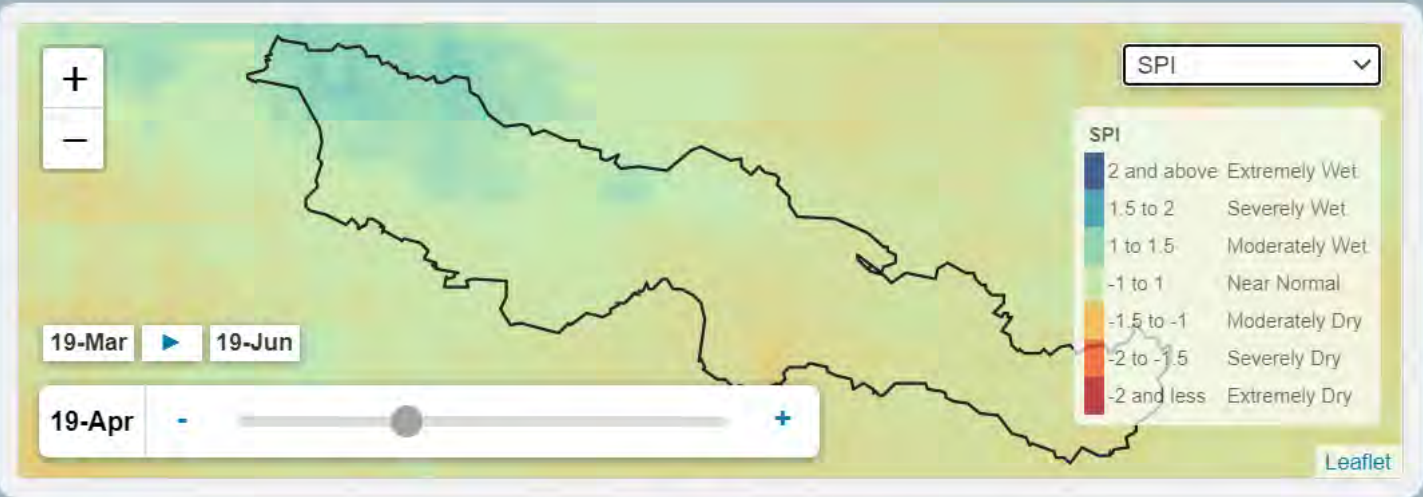 +
SPI
−
SPI
2 and above Extremely Wet
1.5 to 2 Severely Wet
1 to 1.5 Moderately Wet
-1 to 1 Near Normal
-1.5 to -1 Moderately Dry
-2 to -1.5 Severely Dry
-2 and less Extremely Dry
19-Mar 19-Jun
19-Apr - +
Leaflet